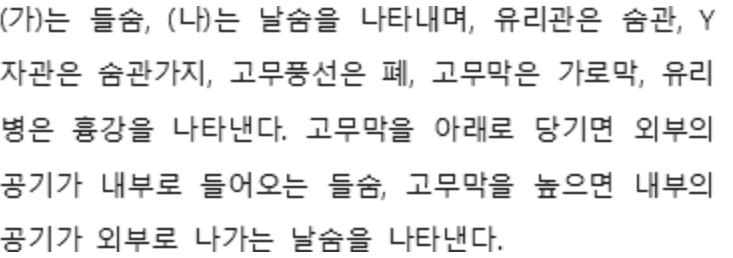 (가)는 들숨, (나)는 날숨을 나타내며, 유리관은 숨관, Y
자관은 숨관가지, 고무풍선은 폐, 고무막은 가로막, 유리
병은 흉강을 나타낸다. 고무막을 아래로 당기면 외부의
공기가 내부로 들어오는 들숨, 고무막을 높으면 내부의
공기가 외부로 나가는 날숨을 나타낸다.